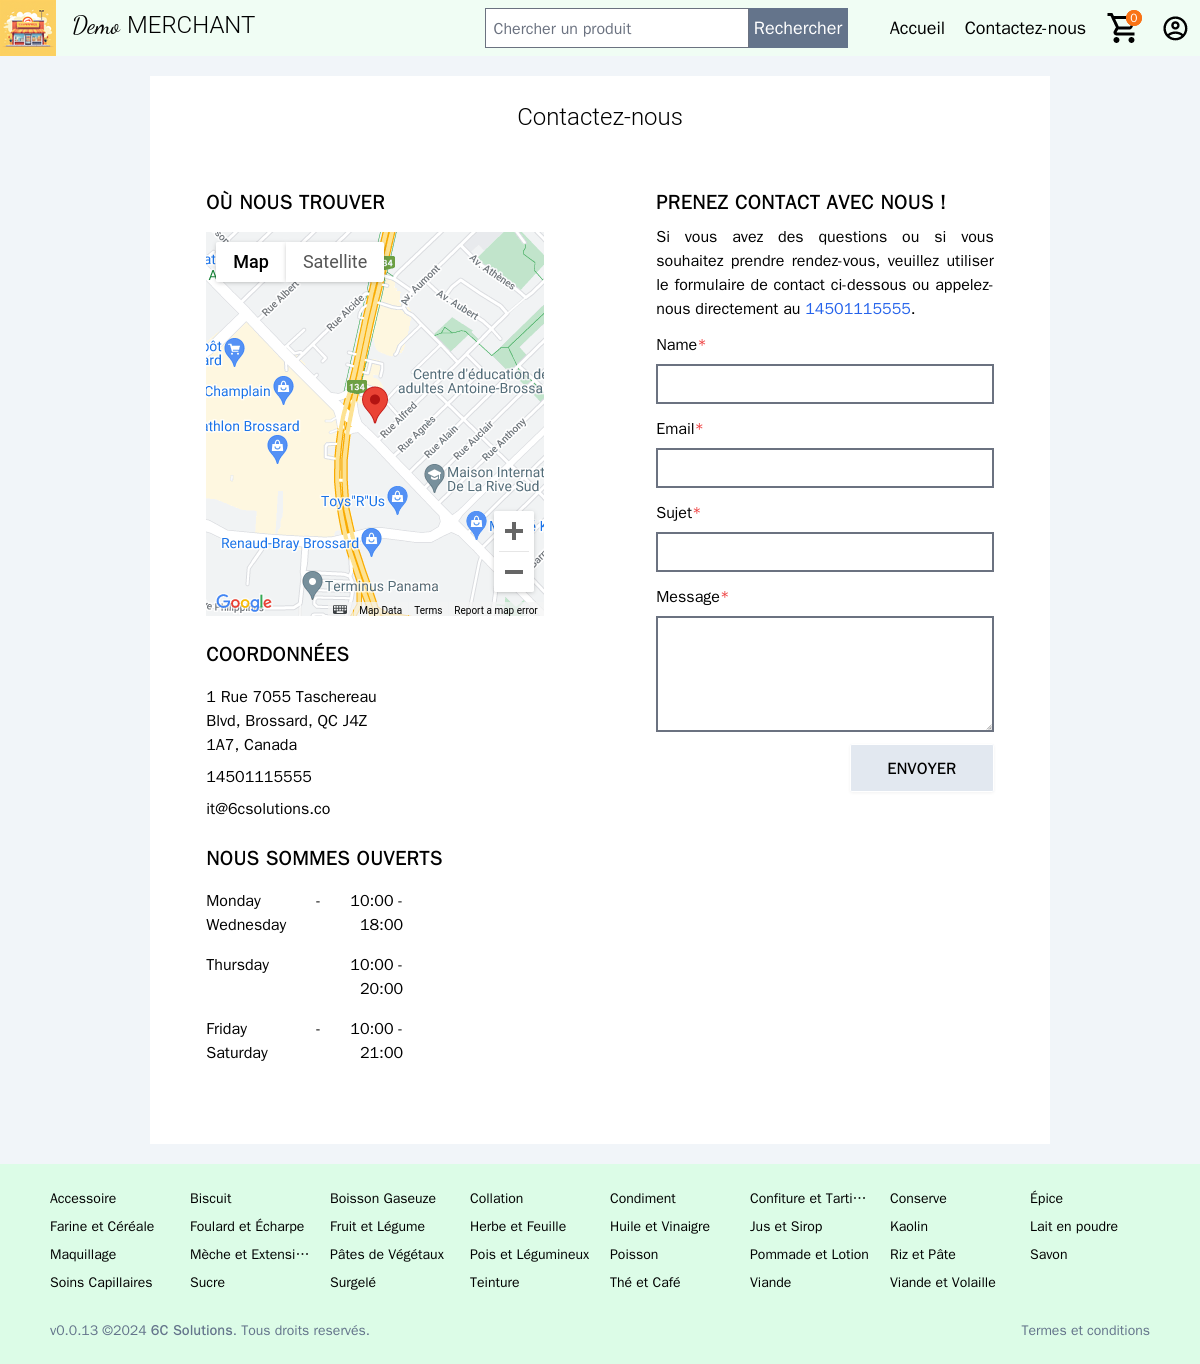 Demo MERCHANT
Chercher un produit
Rechercher
Accueil
Contactez-nous
0
Contactez-nous
OÙ NOUS TROUVER
Map
Satellite
134
Rue Albert
Rue Alcide
Av. Aumont
Av. Athènes
Av. Aubert
Champlain
134
Centre d'éducation de
adultes Antoine-Brossa
thlon Brossard
Rue Alfred
Rue Agnès
Rue Alain
Rue Auclair
Rue Anthony
Maison Internat
De La Rive Sud
Toys"R"Us
Renaud-Bray Brossard
Terminus Panama
Google
Map Data
Terms
Report a map error
COORDONNÉES
1 Rue 7055 Taschereau
Blvd, Brossard, QC J4Z
1A7, Canada
14501115555
it@6csolutions.co
NOUS SOMMES OUVERTS
Monday - 10:00 -
Wednesday 18:00
Thursday 10:00 -
20:00
Friday - 10:00 -
Saturday 21:00
PRENEZ CONTACT AVEC NOUS !
Si vous avez des questions ou si vous
souhaitez prendre rendez-vous, veuillez utiliser
le formulaire de contact ci-dessous ou appelez-
nous directement au 14501115555.
Name*
Email*
Sujet*
Message*
ENVOYER
Accessoire Biscuit Boisson Gaseuze Collation Condiment Confiture et Tarti… Conserve Épice
Farine et Céréale Foulard et Écharpe Fruit et Légume Herbe et Feuille Huile et Vinaigre Jus et Sirop Kaolin Lait en poudre
Maquillage Mèche et Extensi… Pâtes de Végétaux Pois et Légumineux Poisson Pommade et Lotion Riz et Pâte Savon
Soins Capillaires Sucre Surgelé Teinture Thé et Café Viande Viande et Volaille
v0.0.13 ©2024 6C Solutions. Tous droits reservés.
Termes et conditions